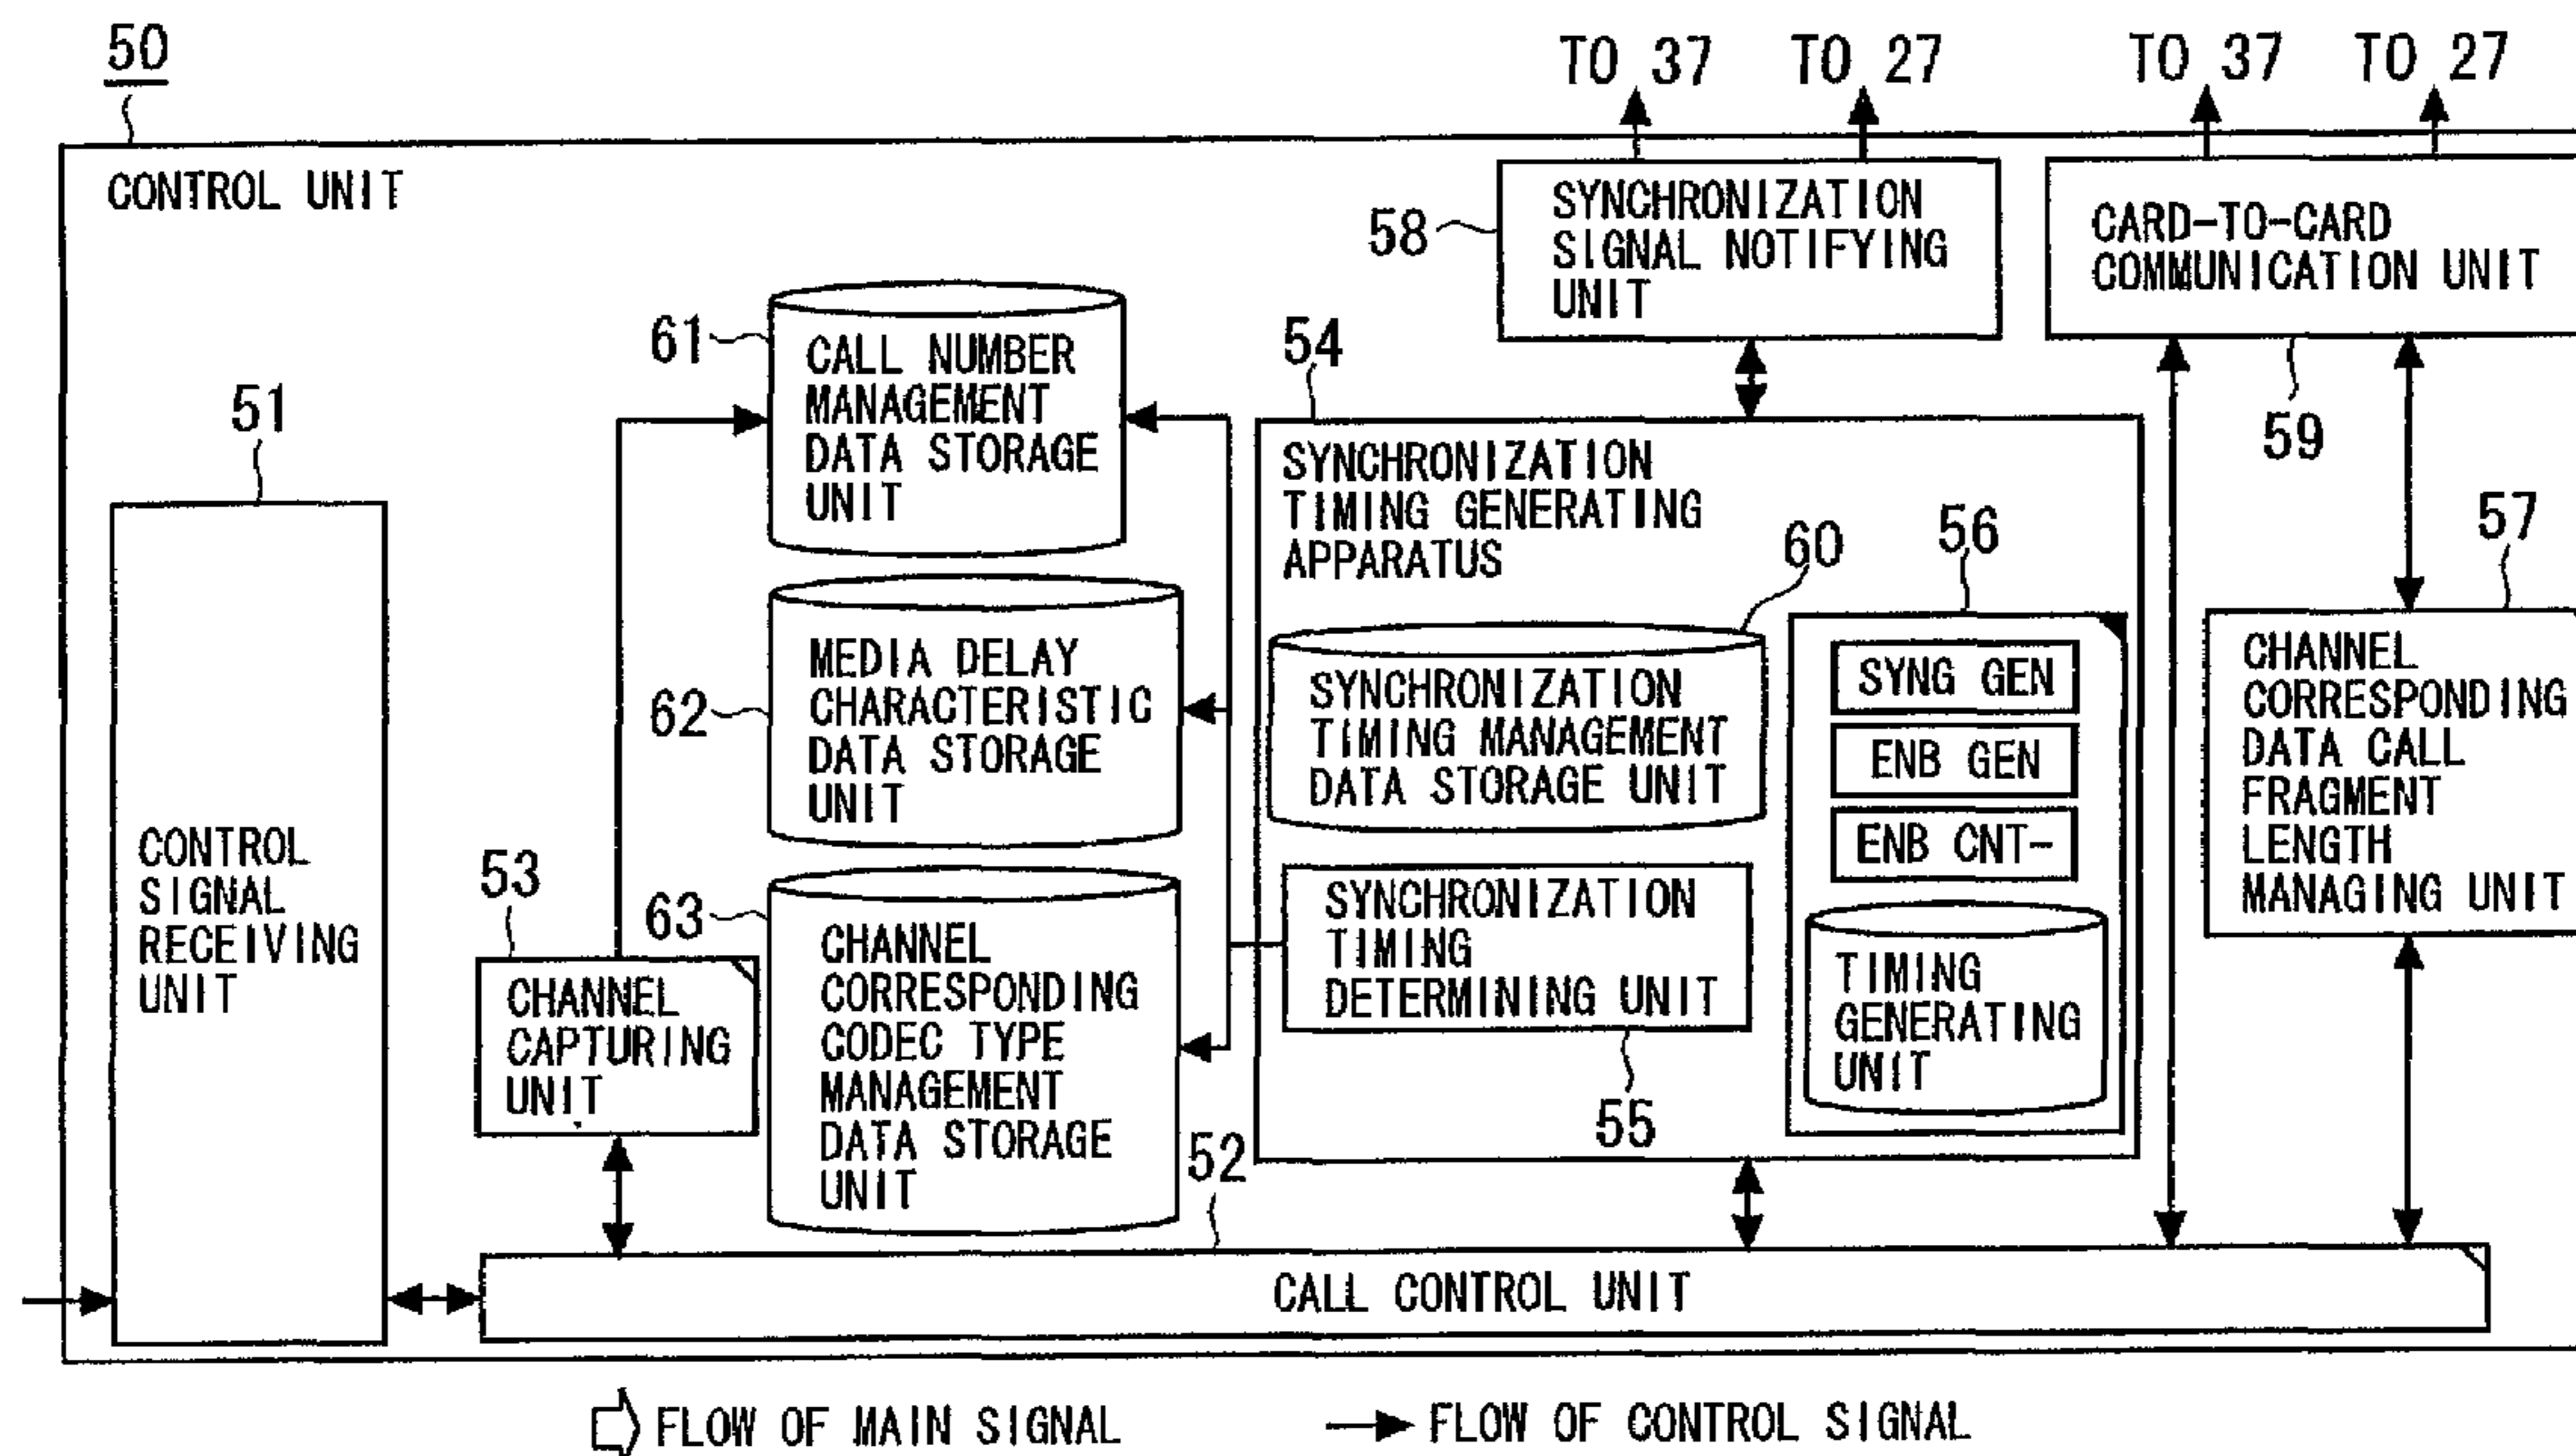 50
TO 37
TO 27
TO 37
TO 27
CONTROL UNIT
58
SYNCHRONIZATION
SIGNAL NOTIFYING
UNIT
CARD-TO-CARD
COMMUNICATION UNIT
59
61
CALL NUMBER
MANAGEMENT
DATA STORAGE
UNIT
54
SYNCHRONIZATION
TIMING GENERATING
APPARATUS
51
CONTROL
SIGNAL
RECEIVING
UNIT
62
MEDIA DELAY
CHARACTERISTIC
DATA STORAGE
UNIT
60
SYNCHRONIZATION
TIMING MANAGEMENT
DATA STORAGE UNIT
56
SYNG GEN
ENB GEN
ENB CNT-
TIMING
GENERATING
UNIT
57
CHANNEL
CORRESPONDING
DATA CALL
FRAGMENT
LENGTH
MANAGING UNIT
53
CHANNEL
CAPTURING
UNIT
63
CHANNEL
CORRESPONDING
CODEC TYPE
MANAGEMENT
DATA STORAGE
UNIT
SYNCHRONIZATION
TIMING
DETERMINING UNIT
55
52
CALL CONTROL UNIT
FLOW OF MAIN SIGNAL
FLOW OF CONTROL SIGNAL